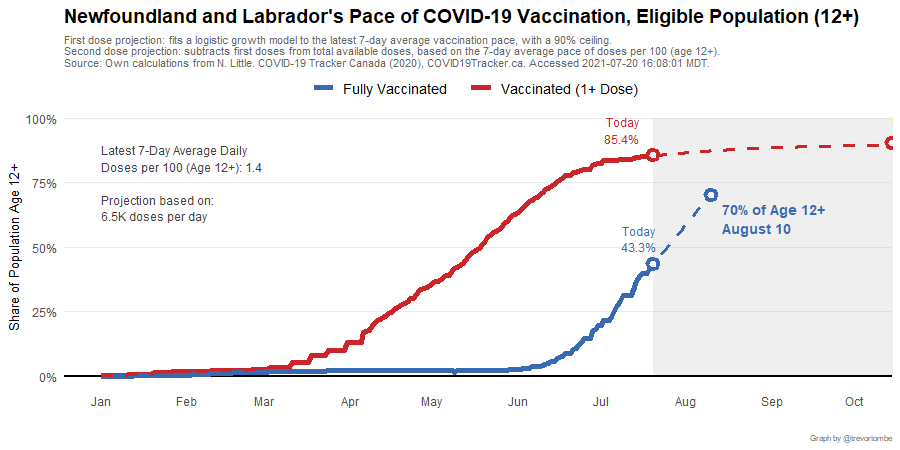 Newfoundland and Labrador's Pace of COVID-19 Vaccination, Eligible Population (12+)
First dose projection: fits a logistic growth model to the latest 7-day average vaccination pace, with a 90% ceiling.
Second dose projection: subtracts first doses from total available doses, based on the 7-day average pace of doses per 100 (age 12+).
Source: Own calculations from N. Little. COVID-19 Tracker Canada (2020), COVID19Tracker.ca. Accessed 2021-07-20 16:08:01 MDT.
Fully Vaccinated
Vaccinated (1+ Dose)
Share of Population Age 12+
100%
75%
50%
25%
0%
Latest 7-Day Average Daily
Doses per 100 (Age 12+): 1.4
Projection based on:
6.5K doses per day
Today
85.4%
Today
43.3%
70% of Age 12+
August 10
Jan
Feb
Mar
Apr
May
Jun
Jul
Aug
Sep
Oct
Graph by @trevortombe